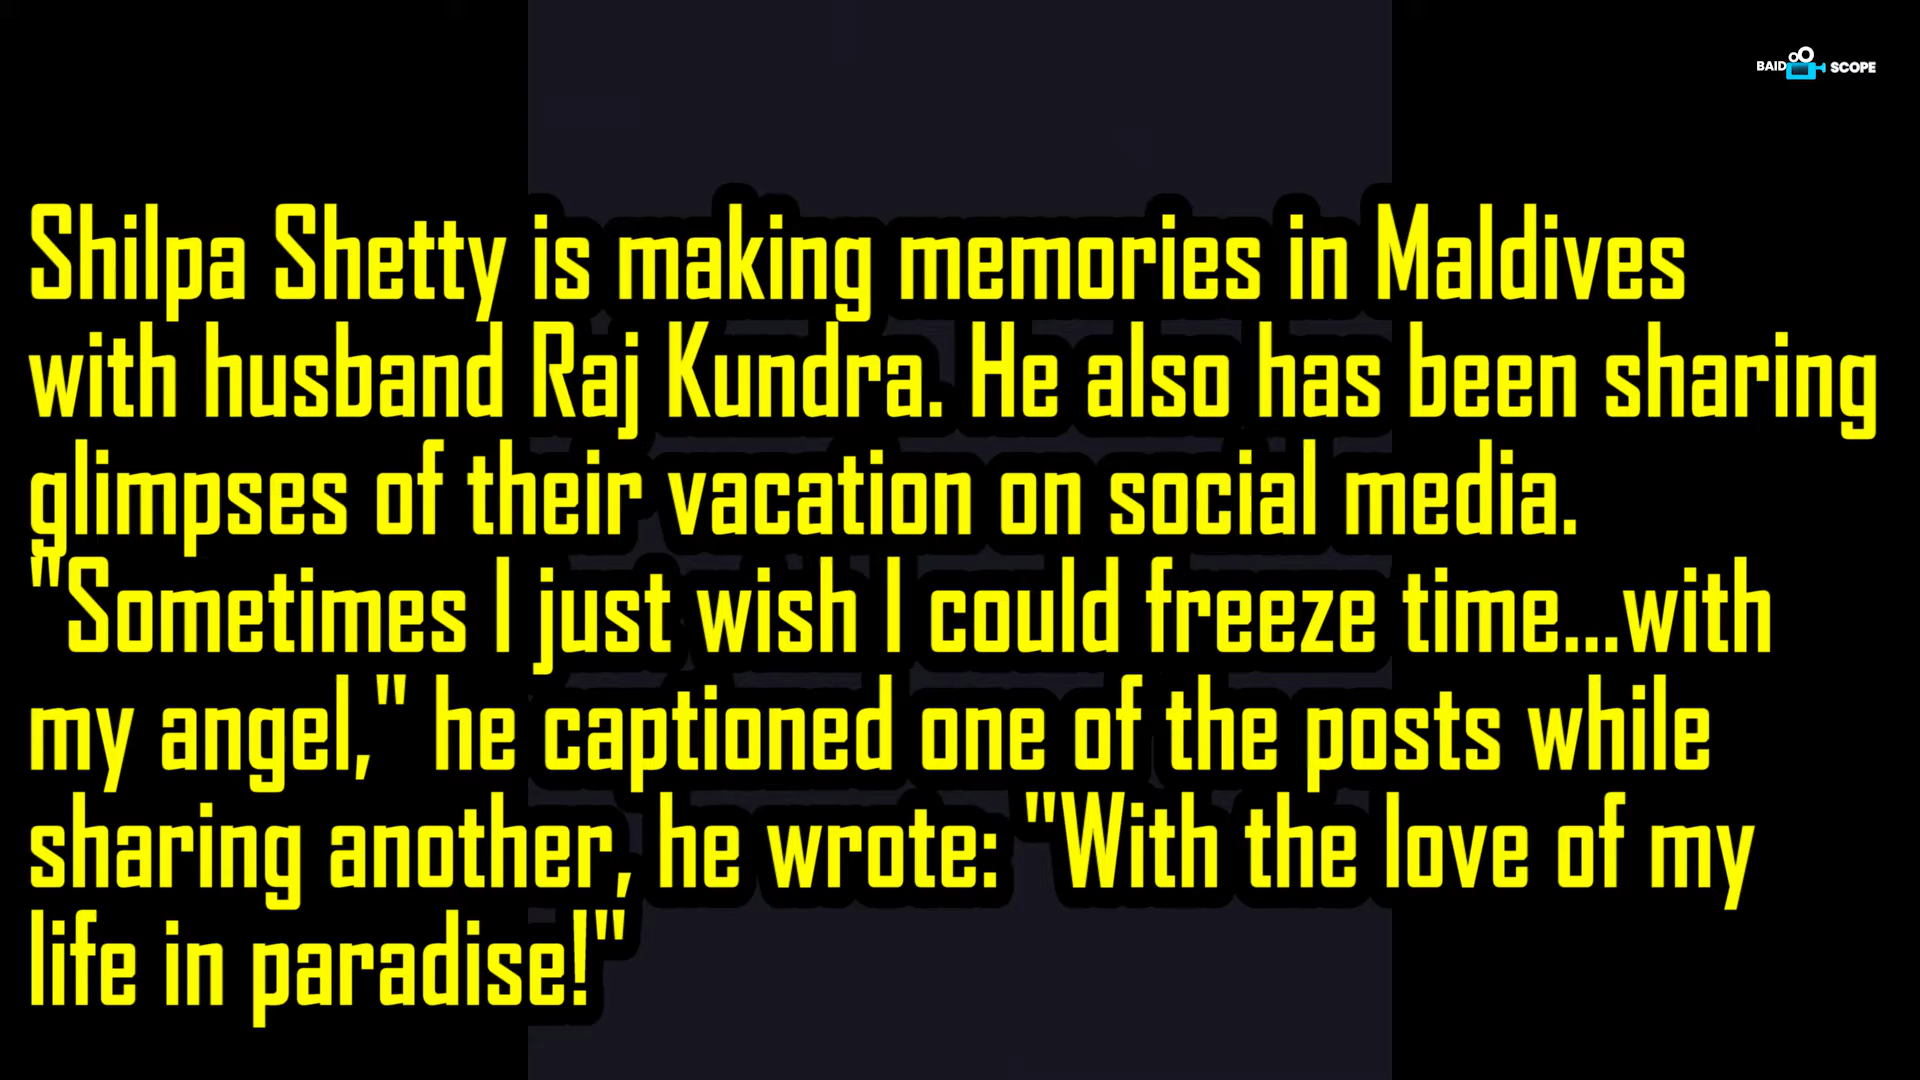 BAID SCOPE
Shilpa Shetty is making memories in Maldives
with husband Raj Kundra. He also has been sharing
glimpses of their vacation on social media.
"Sometimes I just wish I could freeze time...with
my angel," he captioned one of the posts while
sharing another, he wrote: "With the love of my
life in paradise!"